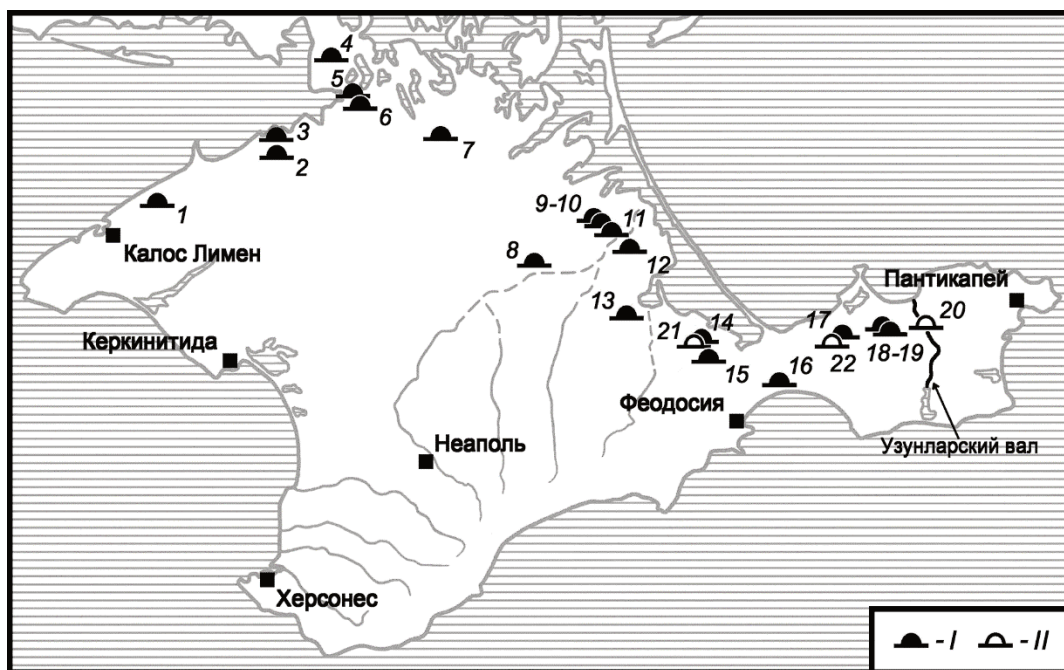 4
5
6
3
7
2
1
9-10
11
8
12
Калос Лимен
13
Пантикапей
21
14
17
20
Керкинитида
15
16
22
18-19
Феодосия
Неаполь
Узунларский вал
Херсонес
- I
- II